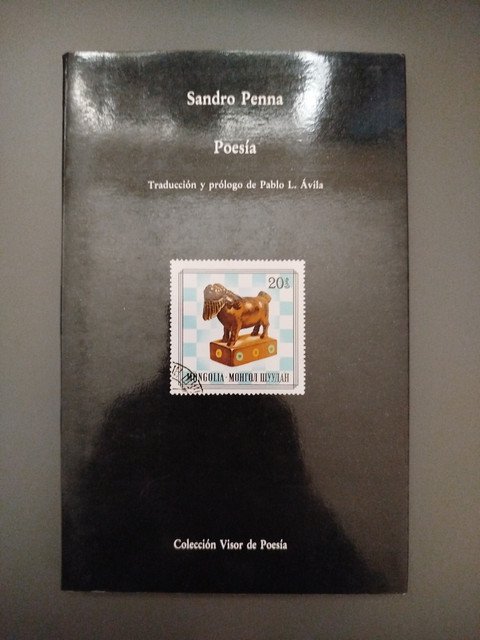 Sandro Penna
Poesía
Traducción y prólogo de Pablo L. Ávila
20
MONGOLIA - МОНГОЛ ШУУДАН
Colección Visor de Poesía